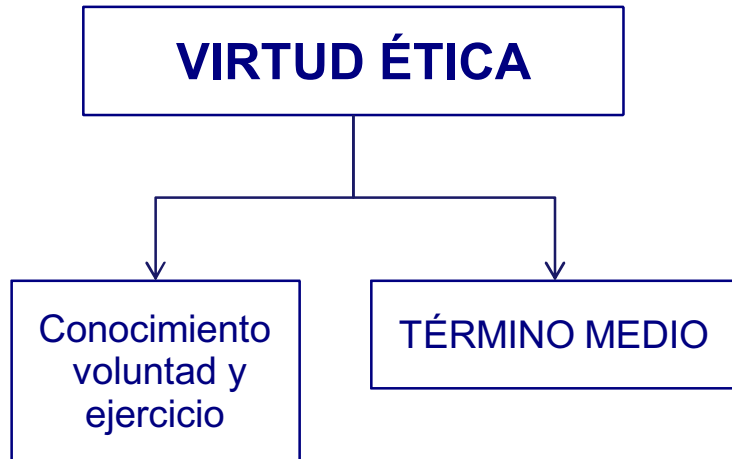 VIRTUD ÉTICA
Conocimiento
voluntad y
ejercicio
TÉRMINO MEDIO